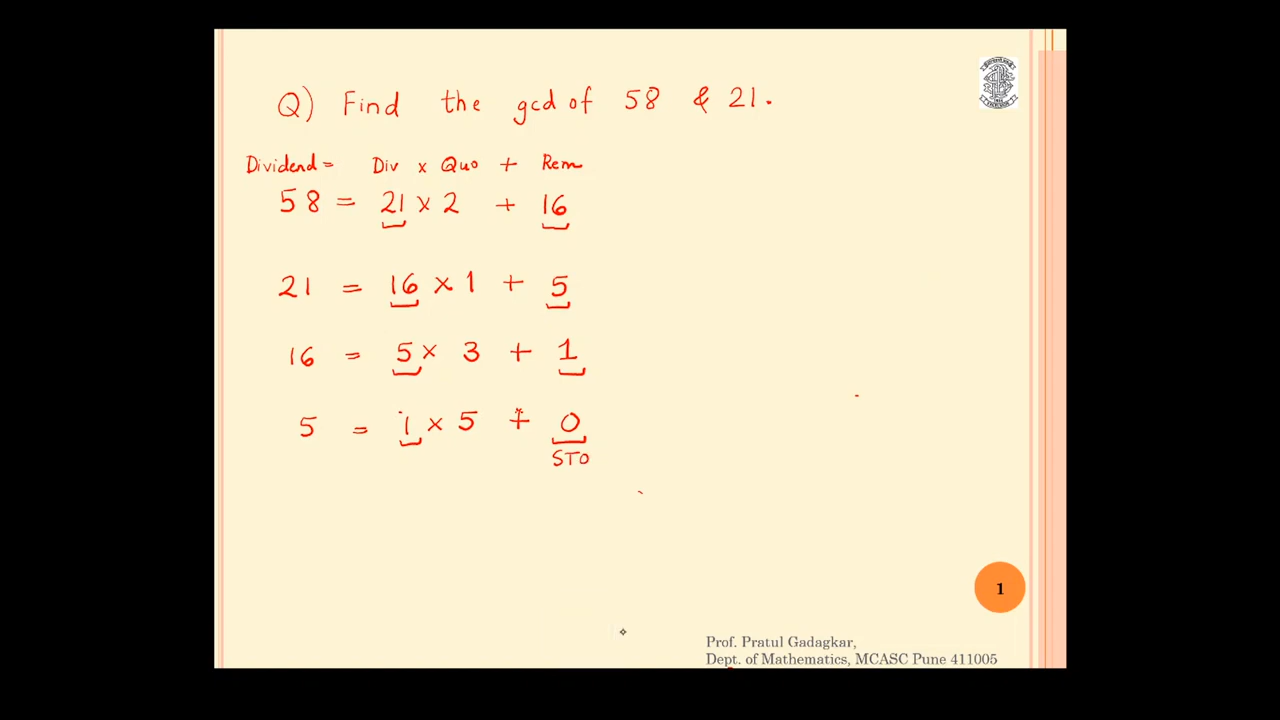 Q) Find the gcd of 58 & 21.
Dividend = Div x Quo + Rem
58 = 21 x 2 + 16
21 = 16 x 1 + 5
16 = 5 x 3 + 1
5 = 1 x 5 + 0
STO
1
Prof. Pratul Gadagkar,
Dept. of Mathematics, MCASC Pune 411005